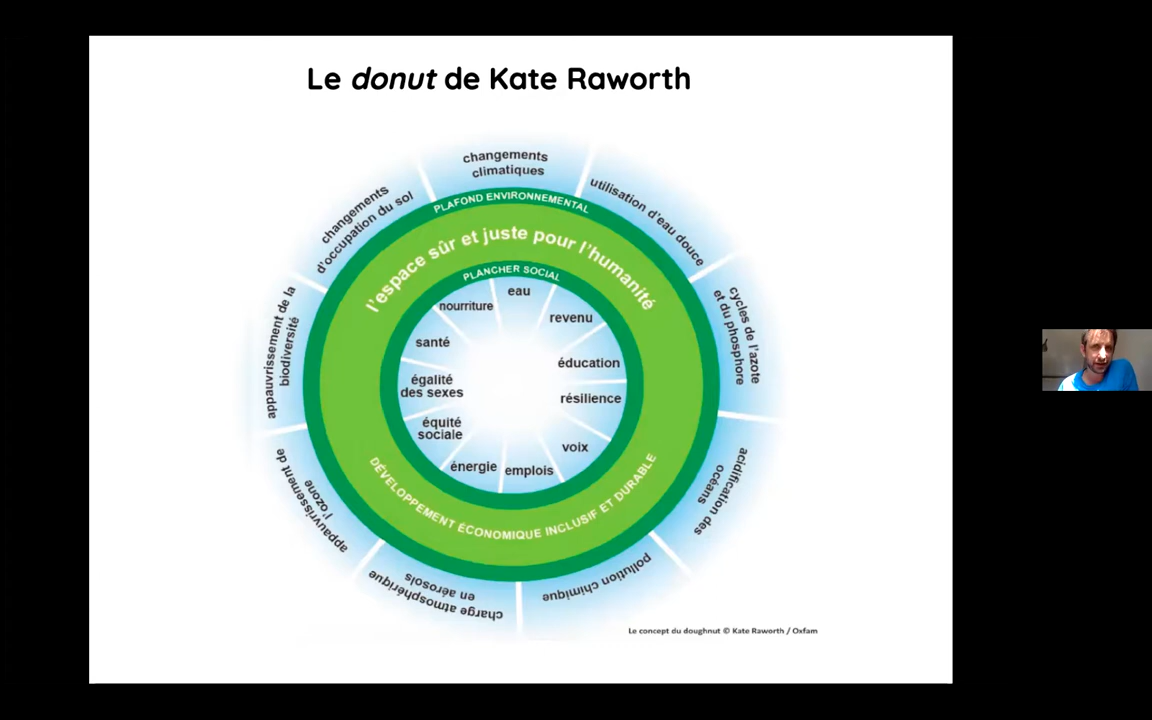 Le donut de Kate Raworth
changements
climatiques
utilisation d'eau douce
cycles de l'azote
et du phosphore
acidification des
océans
pollution chimique
charge atmosphérique
en aérosols
appauvrissement de
l'ozone
appauvrissement de la
biodiversité
changements
d'occupation du sol
PLAFOND ENVIRONNEMENTAL
l'espace sûr et juste pour l'humanité
PLANCHER SOCIAL
eau
revenu
éducation
résilience
voix
emplois
énergie
équité
sociale
égalité
des sexes
santé
nourriture
DÉVELOPPEMENT ÉCONOMIQUE INCLUSIF ET DURABLE
Le concept du doughnut © Kate Raworth / Oxfam